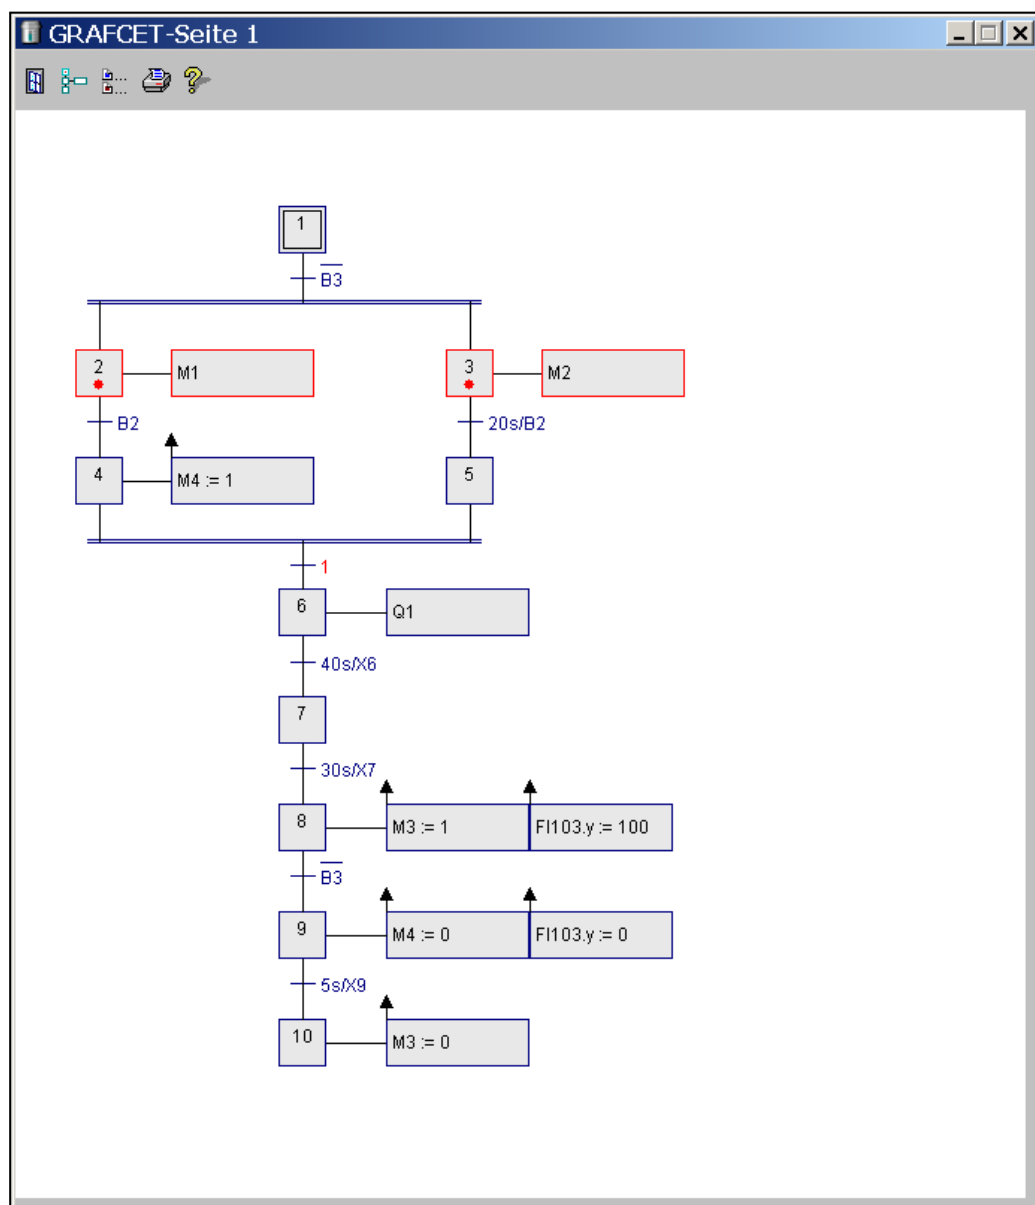 GRAFCET-Seite 1
1
B̅3̅
2
M1
3
M2
B2
20s/B2
4
M4 := 1
5
1
6
Q1
40s/X6
7
30s/X7
8
M3 := 1
FI103.y := 100
B̅3̅
9
M4 := 0
FI103.y := 0
5s/X9
10
M3 := 0